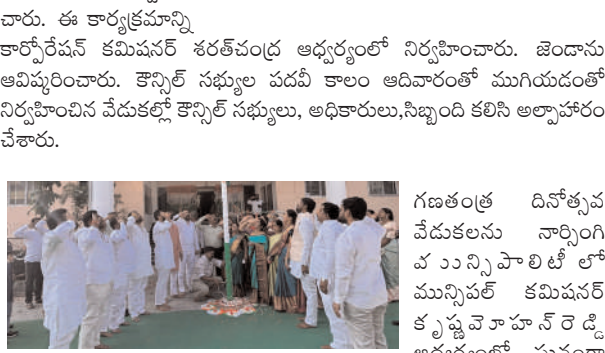 చారు. ఈ కార్యక్రమాన్ని
కార్పోరేషన్ కమిషనర్ శరత్‌చంద్ర ఆధ్వర్యంలో నిర్వహించారు. జెండాను
ఆవిష్కరించారు. కౌన్సిల్ సభ్యుల పదవీ కాలం ఆదివారంతో ముగియడంతో
నిర్వహించిన వేడుకల్లో కౌన్సిల్ సభ్యులు, అధికారులు,సిబ్బంది కలిసి అల్పాహారం
చేశారు.
గణతంత్ర దినోత్సవ
వేడుకలను నార్సింగి
మున్సిపాలిటీ లో
మున్సిపల్ కమిషనర్
కృష్ణమోహన్‌రెడ్డి